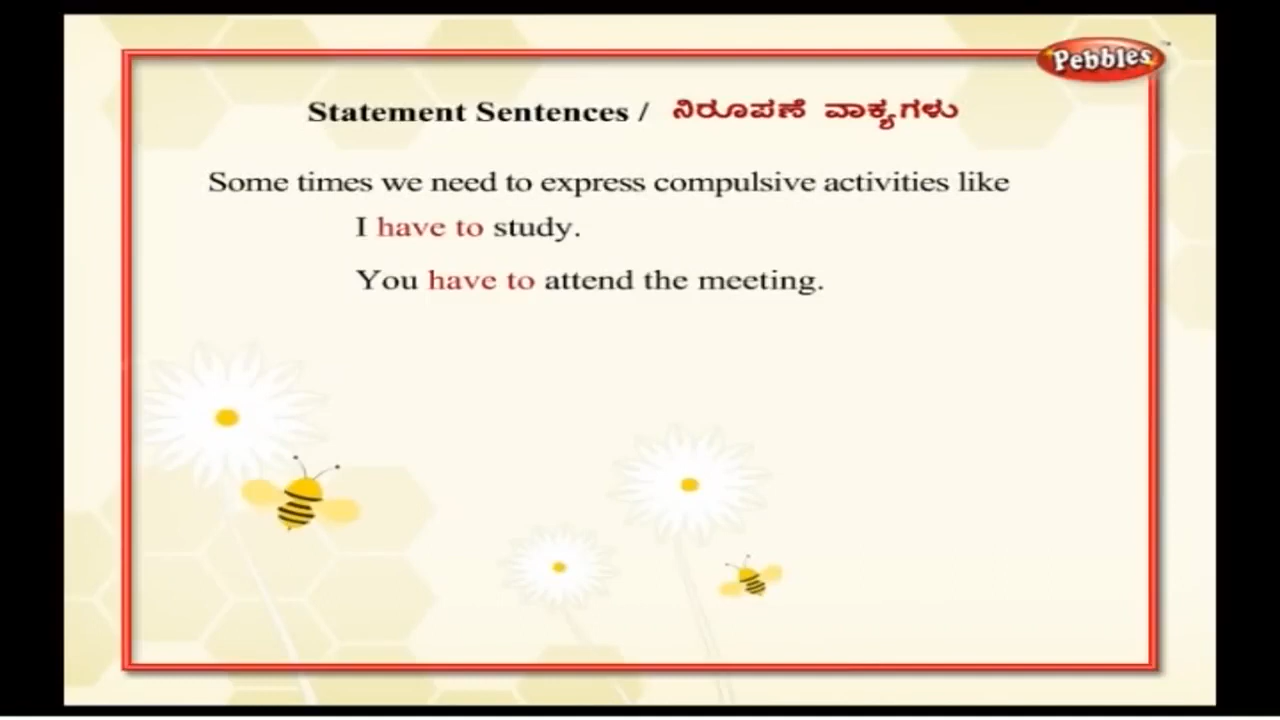 Pebbles™
Statement Sentences / ನಿರೂಪಣೆ ವಾಕ್ಯಗಳು
Some times we need to express compulsive activities like
I have to study.
You have to attend the meeting.